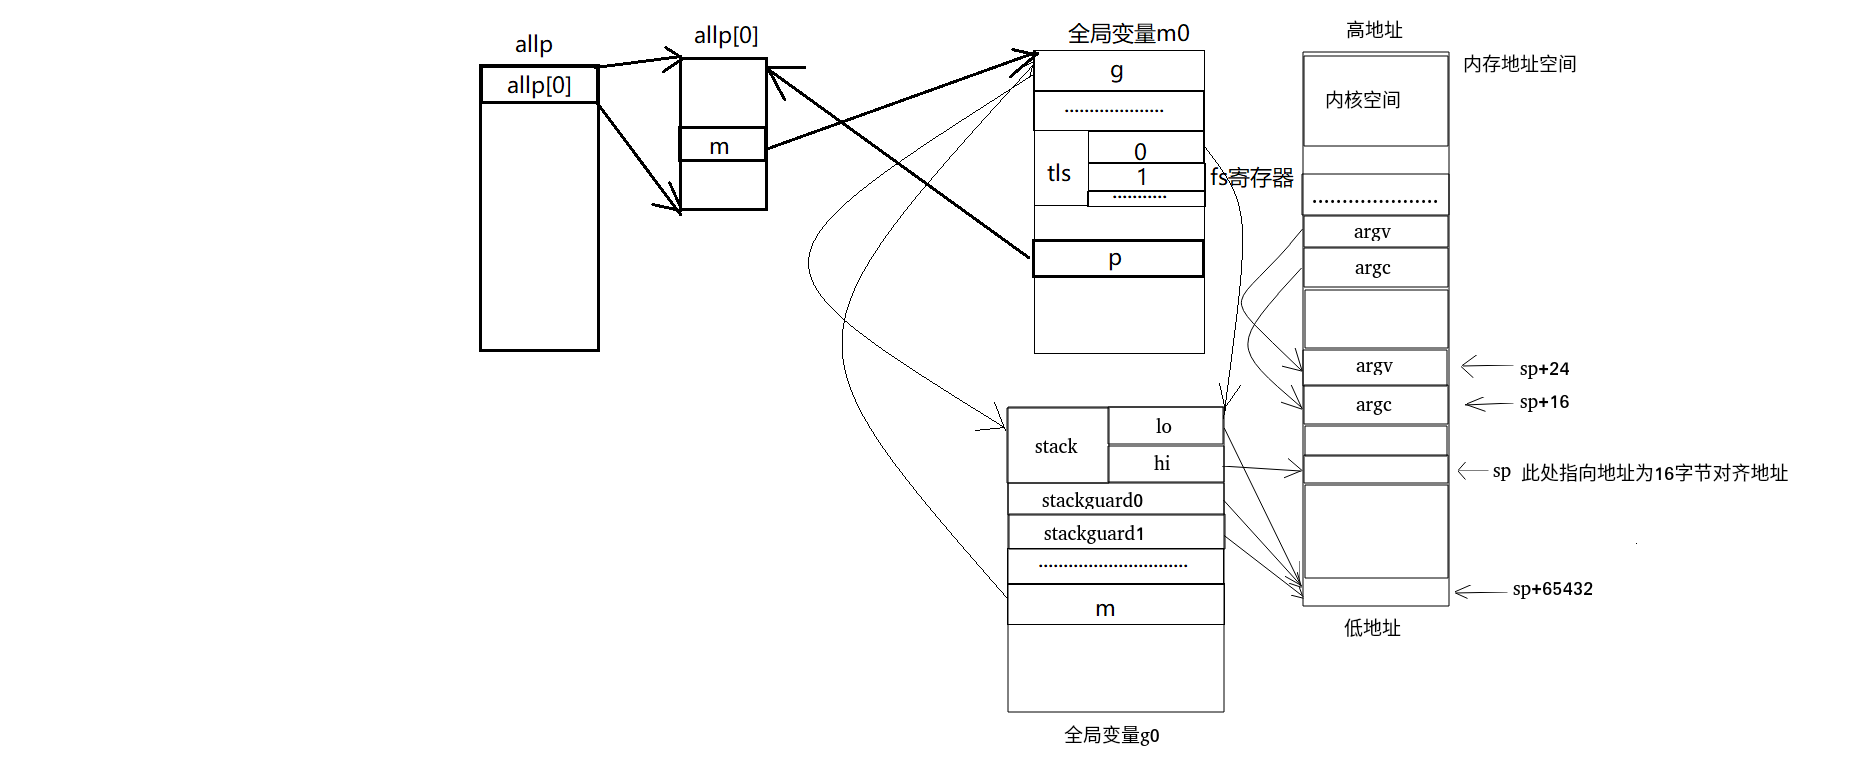 allp
allp[0]
allp[0]
m
全局变量m0
g
....................
tls
0
1
...........
fs寄存器
p
高地址
内存地址空间
内核空间
.....................
argv
argc
argv
sp+24
argc
sp+16
sp 此处指向地址为16字节对齐地址
sp+65432
低地址
stack
lo
hi
stackguard0
stackguard1
..............................
m
全局变量g0